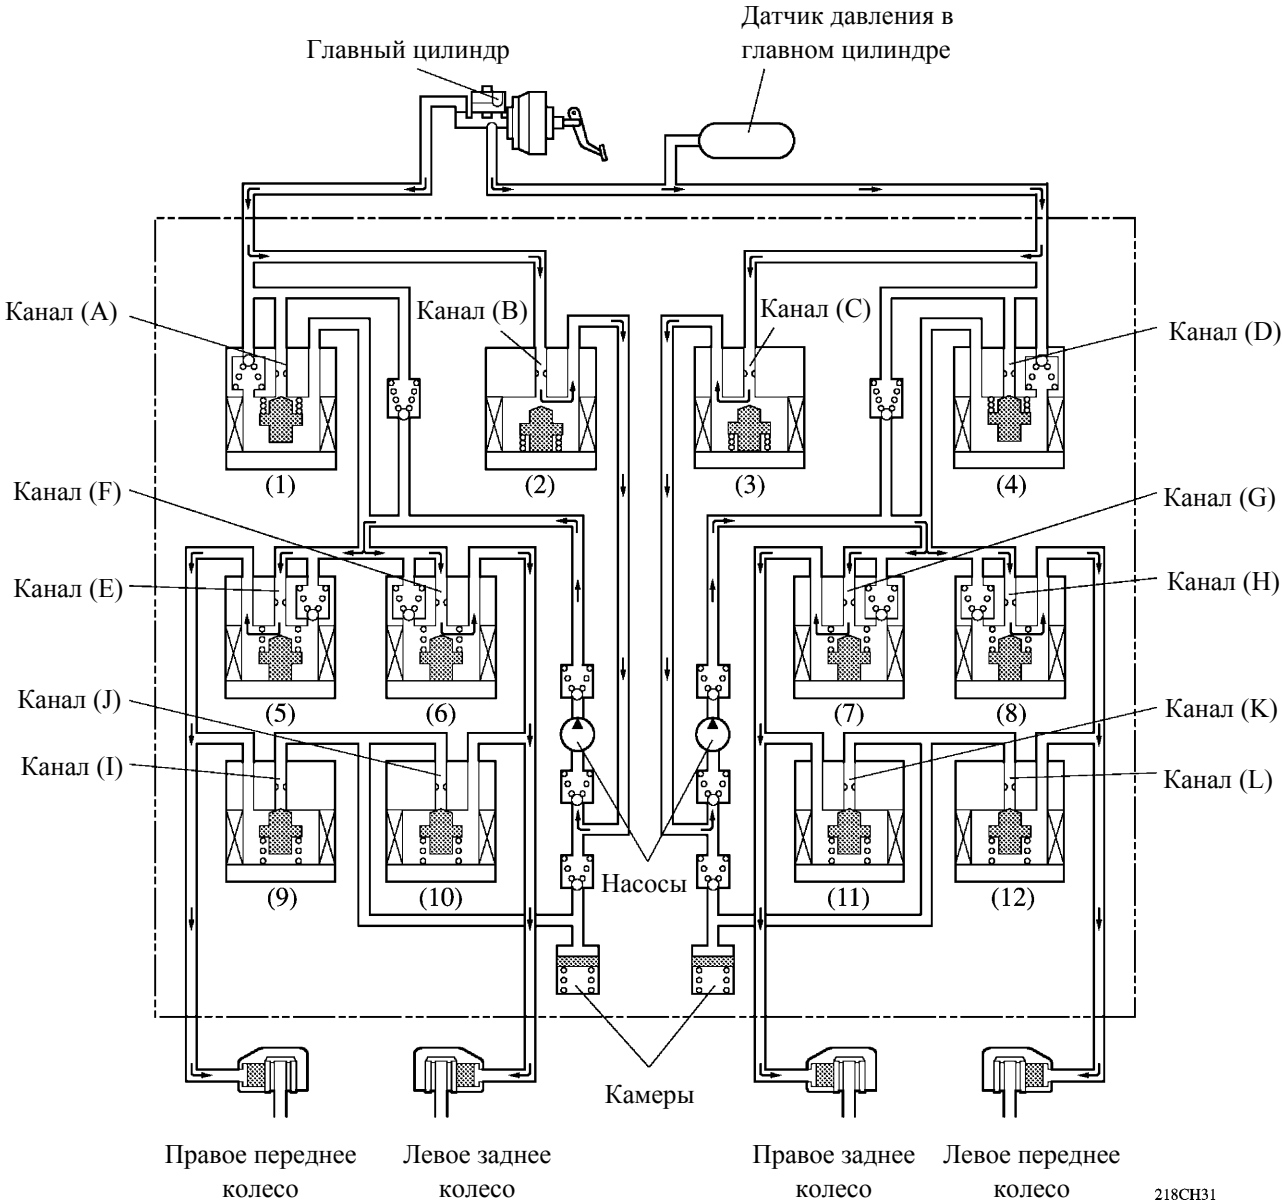 Датчик давления в
главном цилиндре
Главный цилиндр
Канал (A)
Канал (B)
Канал (C)
Канал (D)
(1)
(2)
(3)
(4)
Канал (F)
Канал (G)
Канал (E)
Канал (H)
(5)
(6)
(7)
(8)
Канал (J)
Канал (K)
Канал (I)
Канал (L)
(9)
(10)
Насосы
(11)
(12)
Камеры
Правое переднее
колесо
Левое заднее
колесо
Правое заднее
колесо
Левое переднее
колесо
218CH31